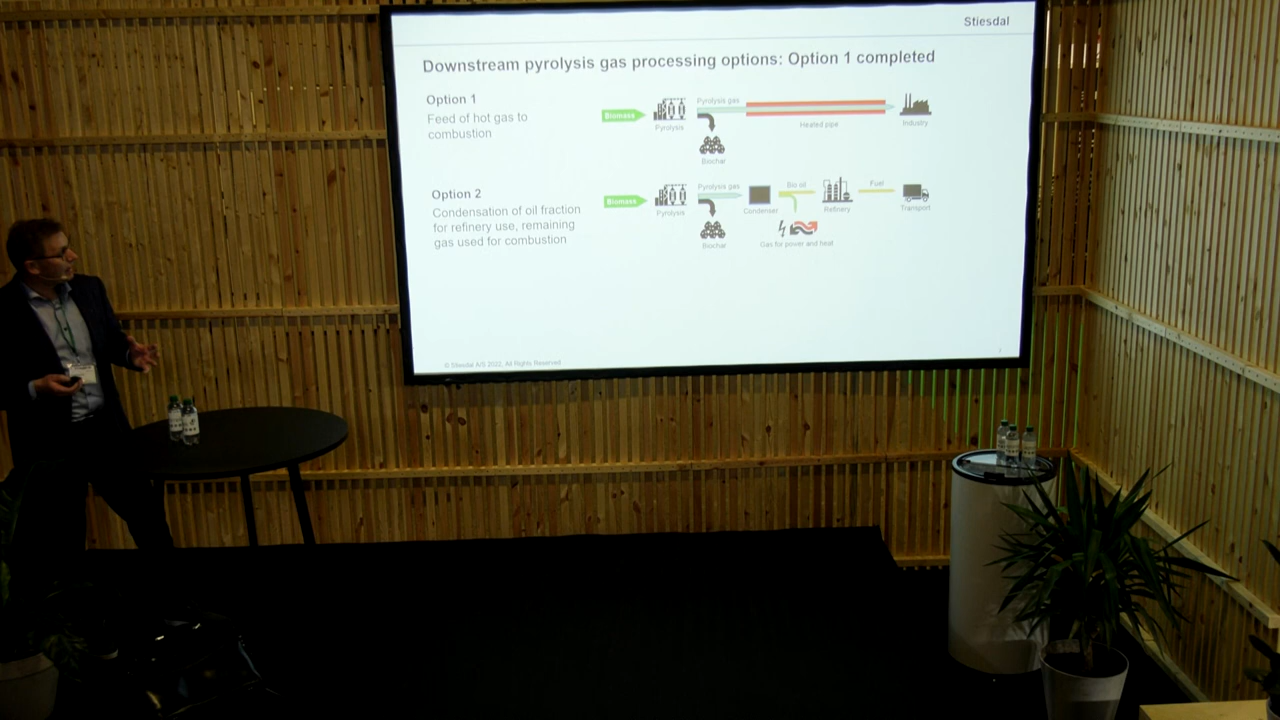 Stiesdal
Downstream pyrolysis gas processing options: Option 1 completed
Option 1
Feed of hot gas to
combustion
Biomass
Pyrolysis
Pyrolysis gas
Biochar
Heated pipe
Industry
Option 2
Condensation of oil fraction
for refinery use, remaining
gas used for combustion
Biomass
Pyrolysis
Pyrolysis gas
Biochar
Condenser
Bio oil
Gas for power and heat
Refinery
Fuel
Transport
© Stiesdal A/S 2022, All Rights Reserved